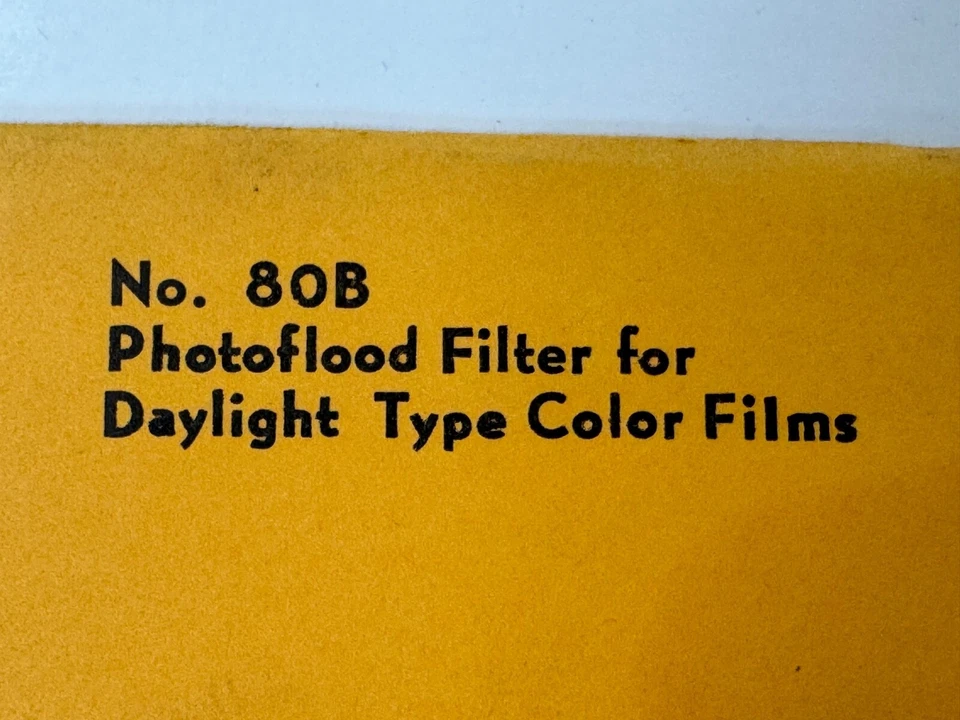 No. 80B
Photoflood Filter for
Daylight Type Color Films